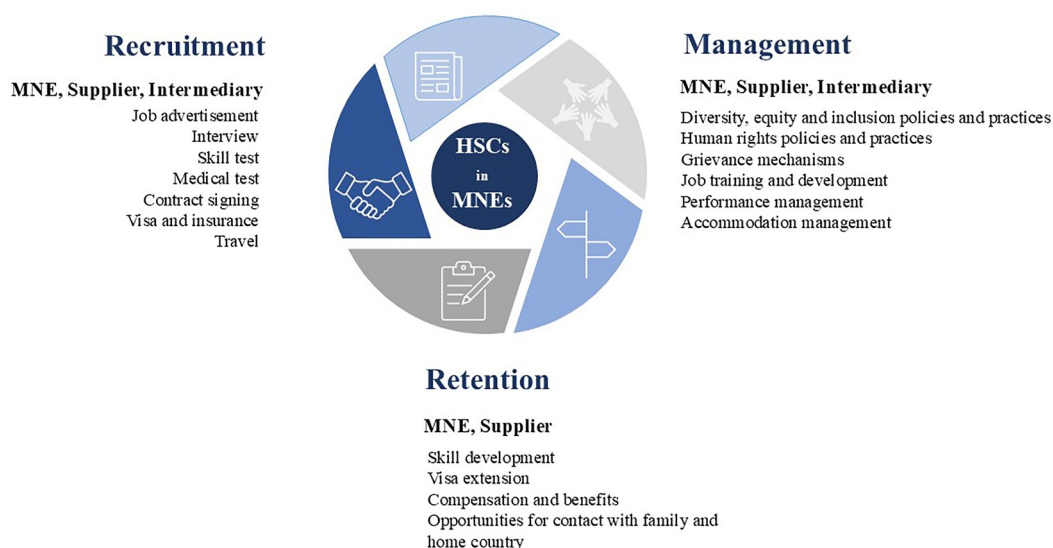 Recruitment
MNE, Supplier, Intermediary
Job advertisement
Interview
Skill test
Medical test
Contract signing
Visa and insurance
Travel
HSCs
in
MNEs
Management
MNE, Supplier, Intermediary
Diversity, equity and inclusion policies and practices
Human rights policies and practices
Grievance mechanisms
Job training and development
Performance management
Accommodation management
Retention
MNE, Supplier
Skill development
Visa extension
Compensation and benefits
Opportunities for contact with family and
home country